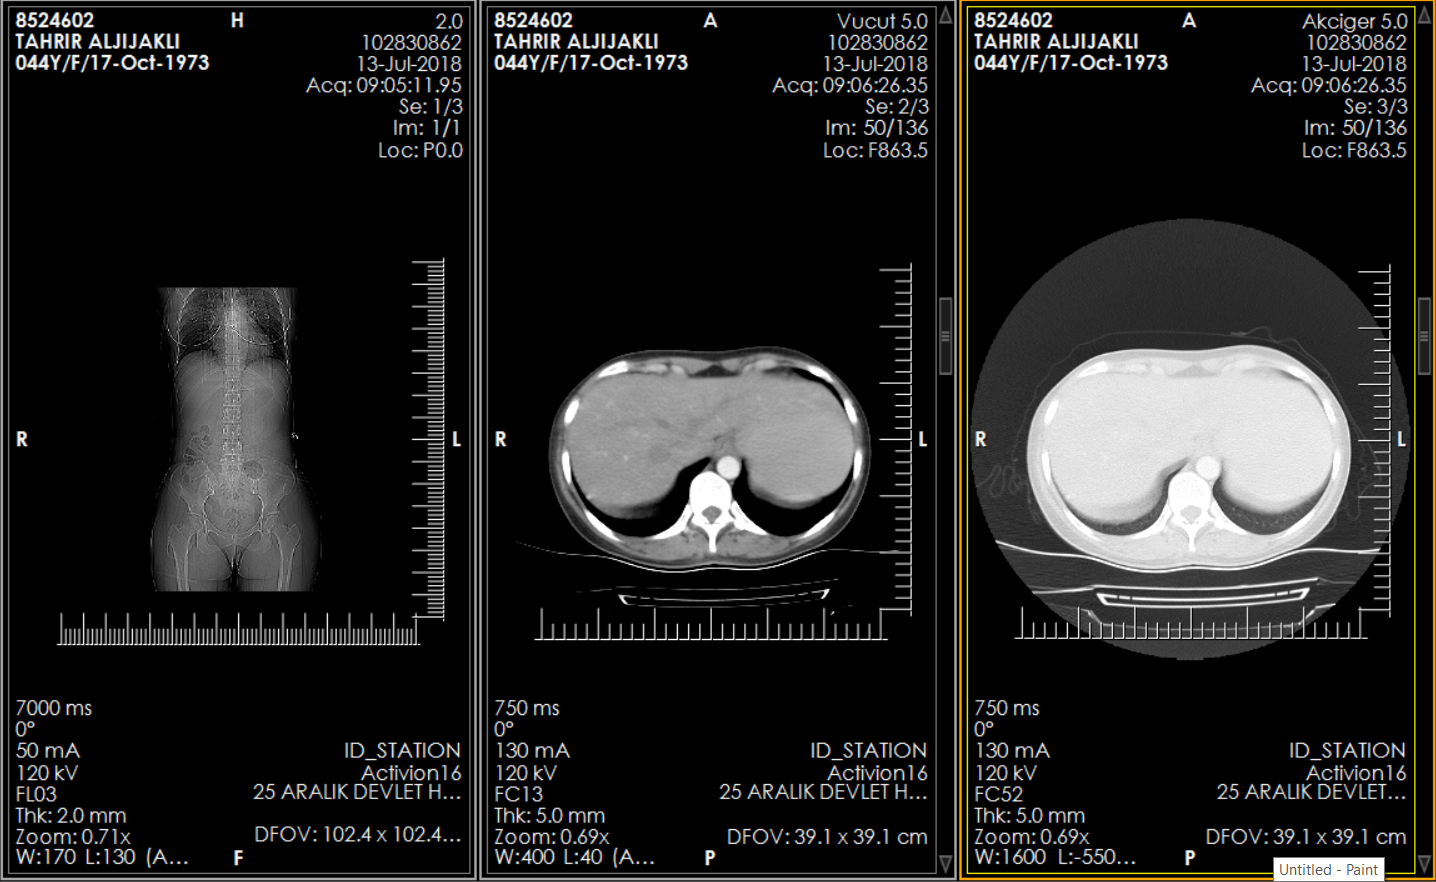 8524602 H 2.0
TAHRIR ALJIJAKLI 102830862
044Y/F/17-Oct-1973 13-Jul-2018
Acq: 09:05:11.95
Se: 1/3
Im: 1/1
Loc: P0.0
R L
7000 ms
0°
50 mA ID_STATION
120 kV Activion16
FL03 25 ARALIK DEVLET H...
Thk: 2.0 mm
Zoom: 0.71x DFOV: 102.4 x 102.4...
W:170 L:130 (A... F
8524602 A Vucut 5.0
TAHRIR ALJIJAKLI 102830862
044Y/F/17-Oct-1973 13-Jul-2018
Acq: 09:06:26.35
Se: 2/3
Im: 50/136
Loc: F863.5
R L
750 ms
0°
130 mA ID_STATION
120 kV Activion16
FC13 25 ARALIK DEVLET H...
Thk: 5.0 mm
Zoom: 0.69x DFOV: 39.1 x 39.1 cm
W:400 L:40 (A... P
8524602 A Akciger 5.0
TAHRIR ALJIJAKLI 102830862
044Y/F/17-Oct-1973 13-Jul-2018
Acq: 09:06:26.35
Se: 3/3
Im: 50/136
Loc: F863.5
R L
750 ms
0°
130 mA ID_STATION
120 kV Activion16
FC52 25 ARALIK DEVLET...
Thk: 5.0 mm
Zoom: 0.69x DFOV: 39.1 x 39.1 cm
W:1600 L:-550... P
Untitled - Paint